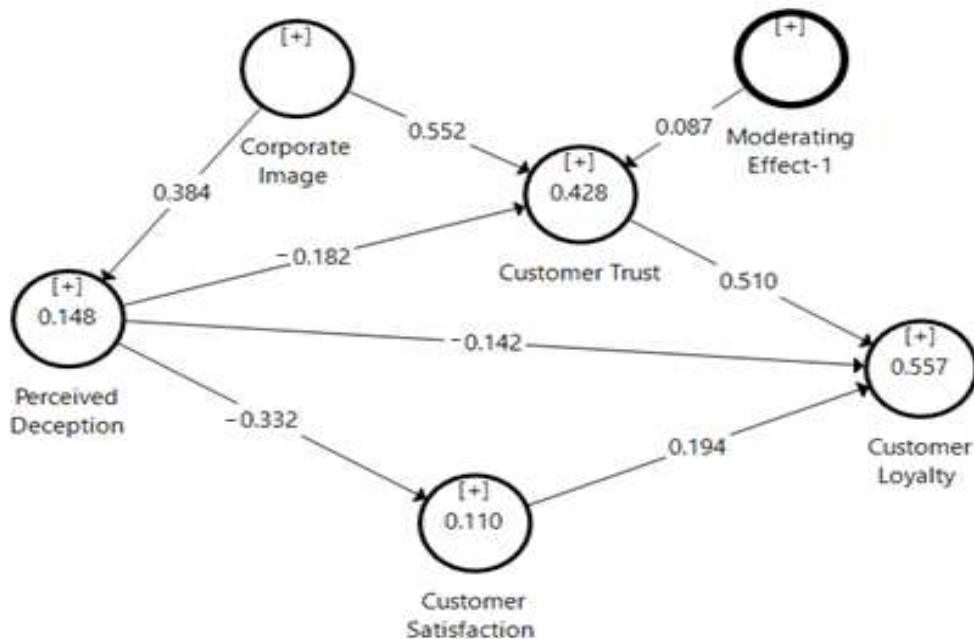 [+]
Corporate
Image
[+]
Moderating
Effect-1
0.552
0.087
0.384
[+]
0.428
Customer Trust
−0.182
[+]
0.148
Perceived
Deception
0.510
−0.142
[+]
0.557
Customer
Loyalty
−0.332
0.194
[+]
0.110
Customer
Satisfaction